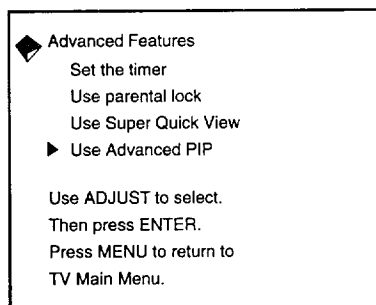 Advanced Features
Set the timer
Use parental lock
Use Super Quick View
Use Advanced PIP
Use ADJUST to select.
Then press ENTER.
Press MENU to return to
TV Main Menu.